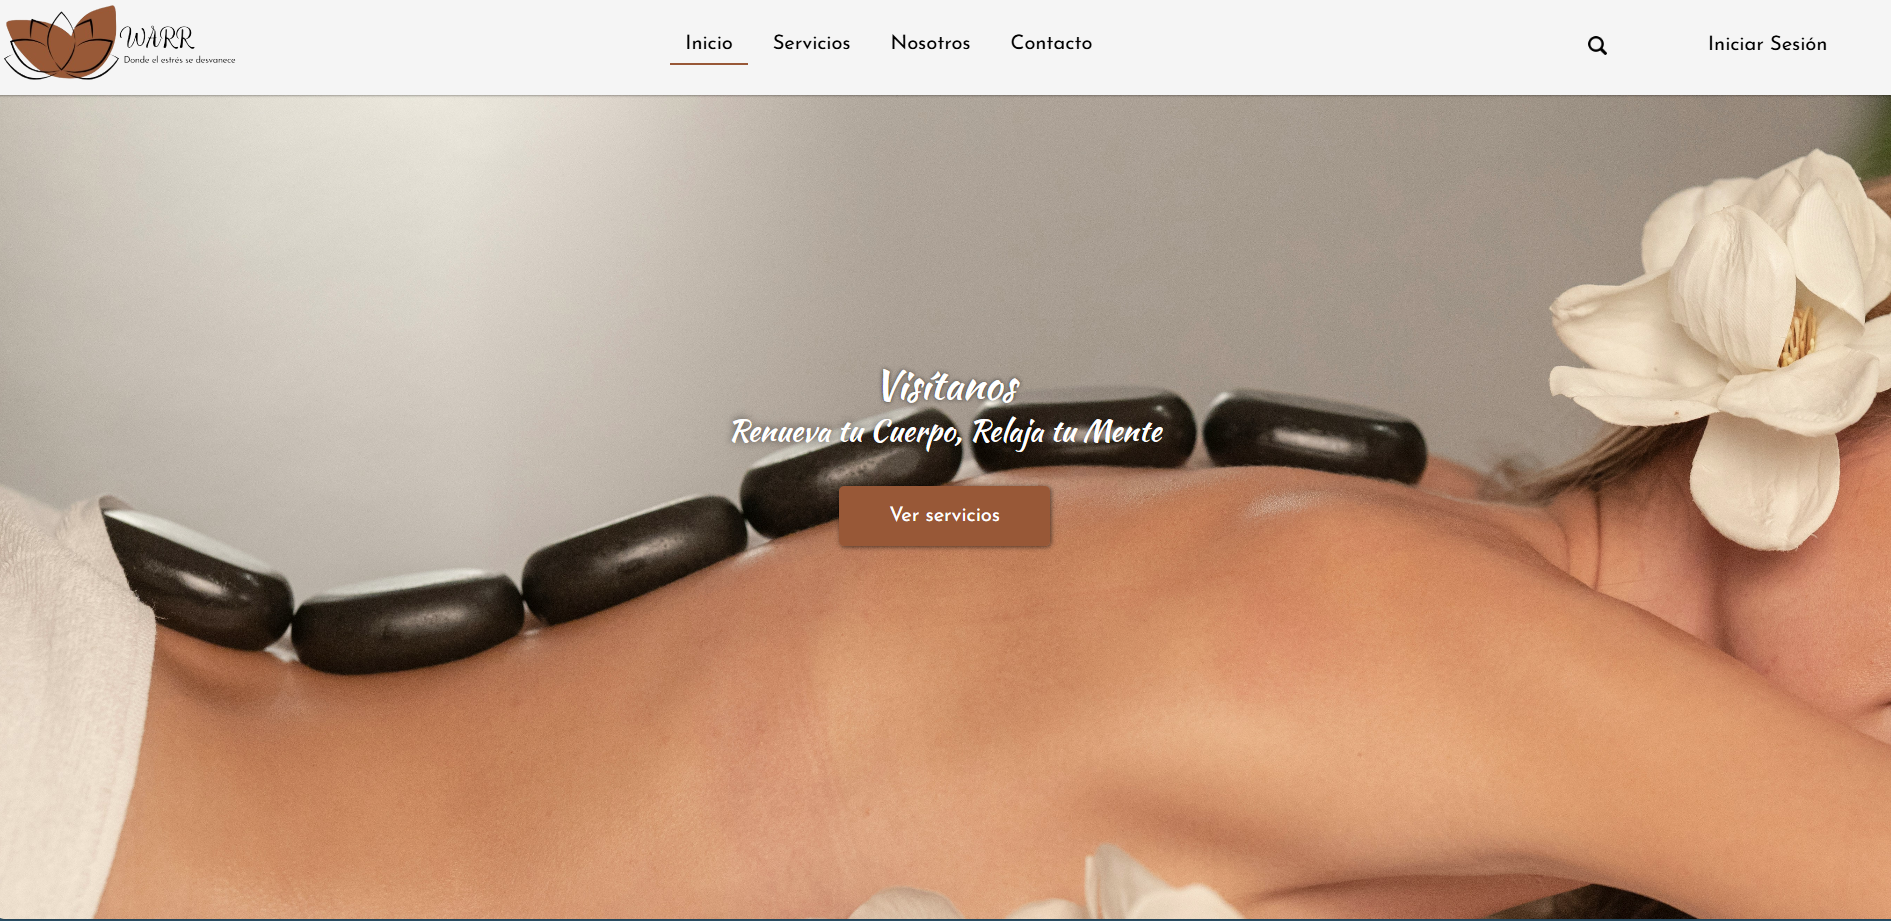 WARR
Donde el estrés se desvanece
Inicio
Servicios
Nosotros
Contacto
Iniciar Sesión
Visítanos
Renueva tu Cuerpo, Relaja tu Mente
Ver servicios